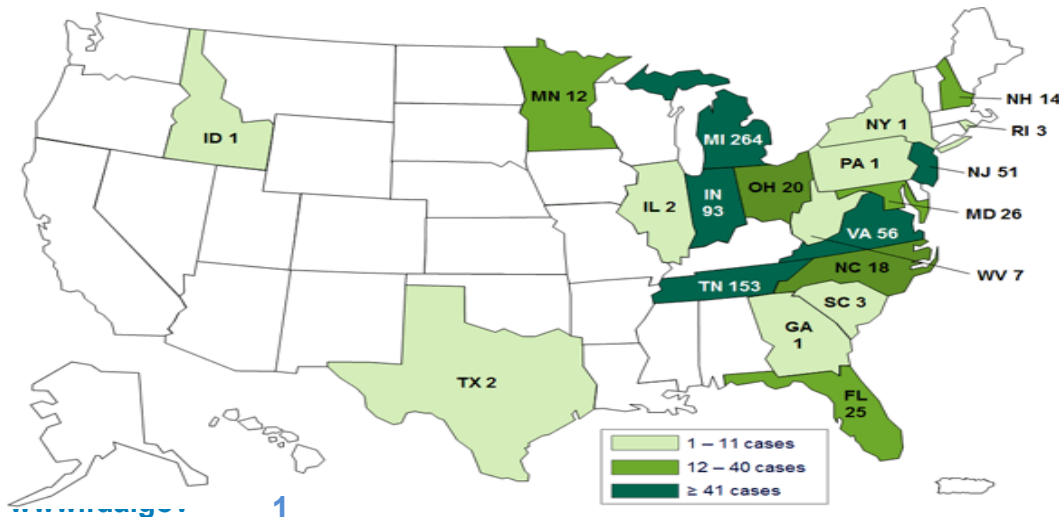 MN 12
NH 14
ID 1
NY 1
RI 3
MI 264
PA 1
NJ 51
OH 20
IN
93
IL 2
MD 26
VA 56
NC 18
WV 7
TN 153
SC 3
GA
1
TX 2
FL
25
1 – 11 cases
12 – 40 cases
≥ 41 cases
1